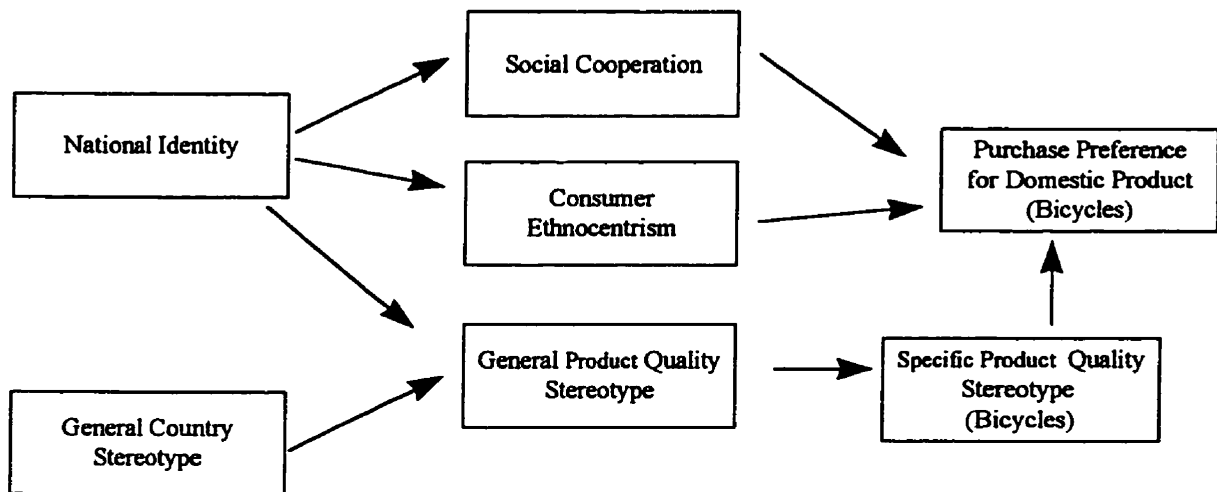 Social Cooperation
National Identity
Purchase Preference
for Domestic Product
(Bicycles)
Consumer
Ethnocentrism
General Product Quality
Stereotype
Specific Product Quality
Stereotype
(Bicycles)
General Country
Stereotype